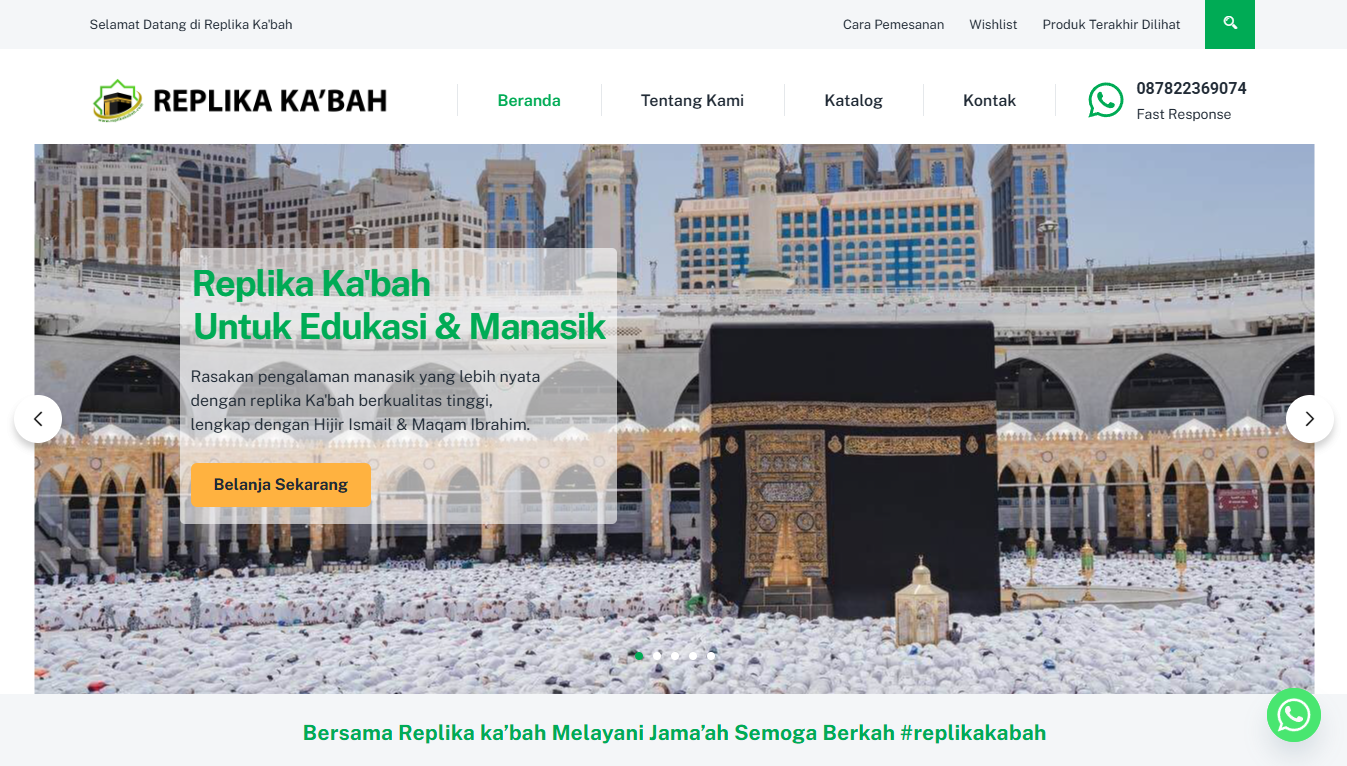 Selamat Datang di Replika Ka'bah
Cara Pemesanan
Wishlist
Produk Terakhir Dilihat
REPLIKA KA'BAH
Beranda
Tentang Kami
Katalog
Kontak
087822369074
Fast Response
Replika Ka'bah
Untuk Edukasi & Manasik
Rasakan pengalaman manasik yang lebih nyata
dengan replika Ka'bah berkualitas tinggi,
lengkap dengan Hijir Ismail & Maqam Ibrahim.
Belanja Sekarang
Bersama Replika ka’bah Melayani Jama’ah Semoga Berkah #replikakabah